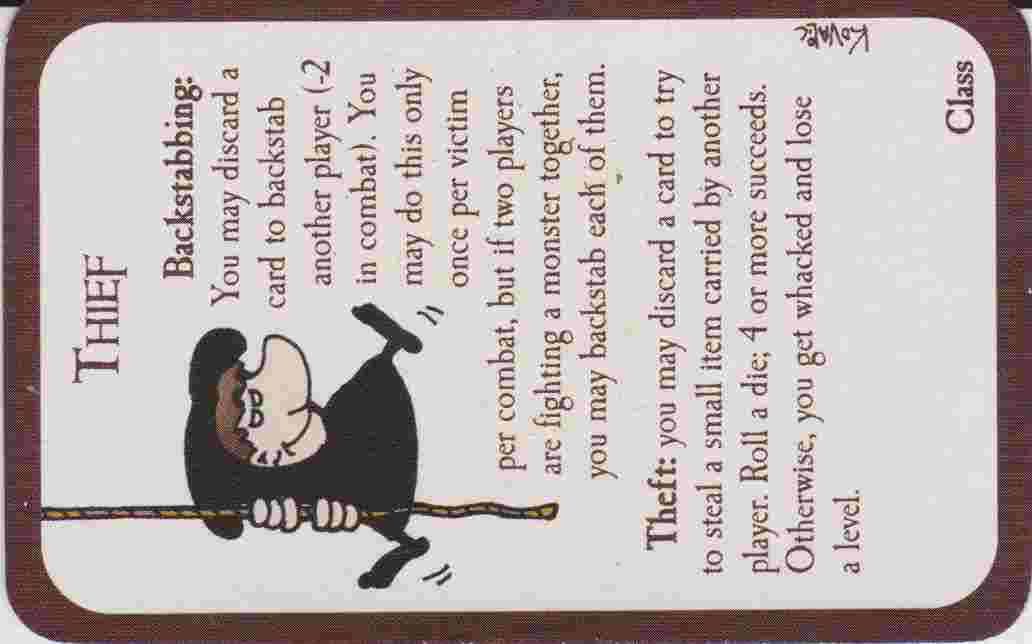 THIEF
Backstabbing:
You may discard a
card to backstab
another player (-2
in combat). You
may do this only
once per victim
per combat, but if two players
are fighting a monster together,
you may backstab each of them.
Theft: you may discard a card to try
to steal a small item carried by another
player. Roll a die; 4 or more succeeds.
Otherwise, you get whacked and lose
a level.
Class
KOVALIC